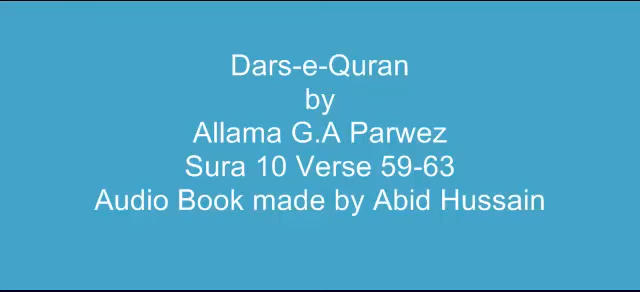 Dars-e-Quran
by
Allama G.A Parwez
Sura 10 Verse 59-63
Audio Book made by Abid Hussain